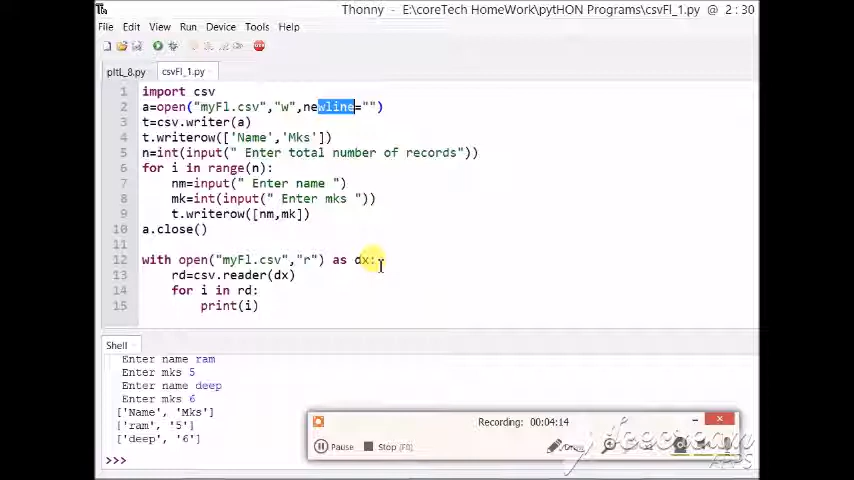 Thonny - E:\coreTech HomeWork\pytHON Programs\csvFl_1.py @ 2:30
File Edit View Run Device Tools Help
pltL_8.py csvFl_1.py
1 import csv
2 a=open("myFl.csv","w",newline="")
3 t=csv.writer(a)
4 t.writerow(['Name','Mks'])
5 n=int(input(" Enter total number of records"))
6 for i in range(n):
7 nm=input(" Enter name ")
8 mk=int(input(" Enter mks "))
9 t.writerow([nm,mk])
10 a.close()
11
12 with open("myFl.csv","r") as dx:
13 rd=csv.reader(dx)
14 for i in rd:
15 print(i)
Shell
Enter name ram
Enter mks 5
Enter name deep
Enter mks 6
['Name', 'Mks']
['ram', '5']
['deep', '6']
>>>
Recording: 00:04:14
Pause Stop (F8) Draw
icecream
APPS